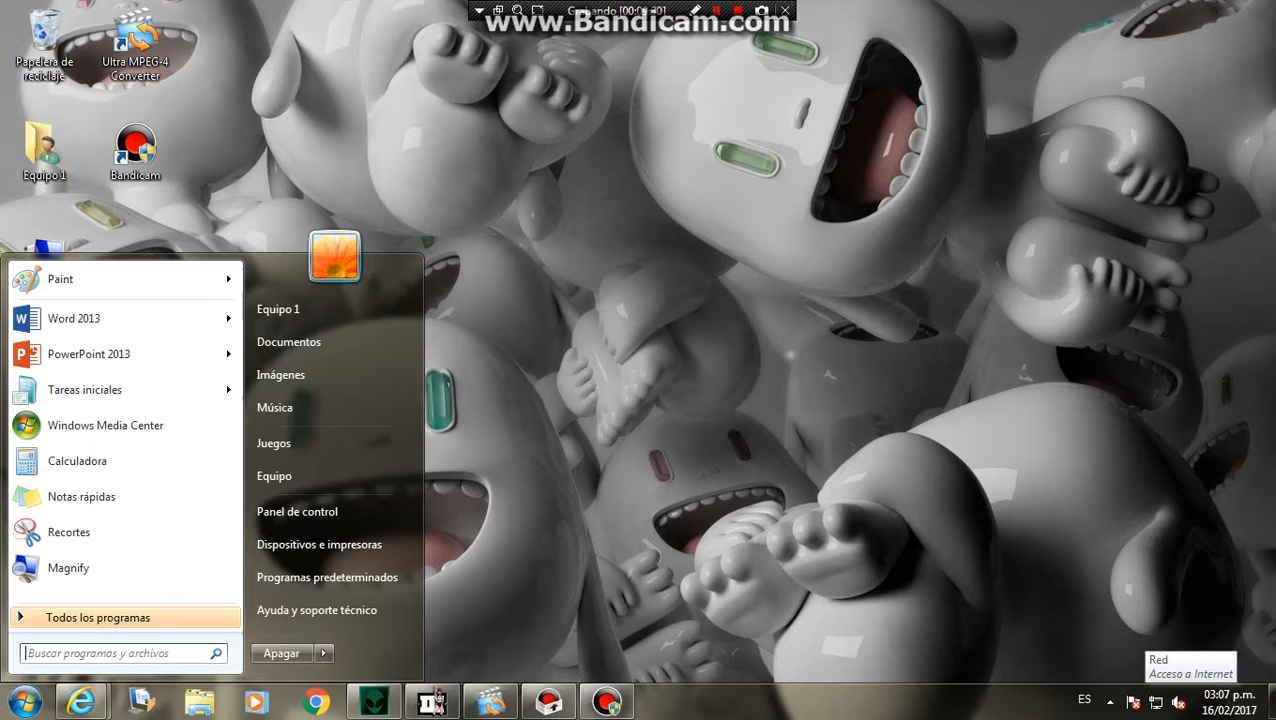 www.Bandicam.com
Papelera de
reciclaje
Ultra MPEG-4
Converter
Equipo 1
Bandicam
Paint
Word 2013
PowerPoint 2013
Tareas iniciales
Windows Media Center
Calculadora
Notas rápidas
Recortes
Magnify
Todos los programas
Buscar programas y archivos
Equipo 1
Documentos
Imágenes
Música
Juegos
Equipo
Panel de control
Dispositivos e impresoras
Programas predeterminados
Ayuda y soporte técnico
Apagar
Red
Acceso a Internet
ES
03:07 p.m.
16/02/2017